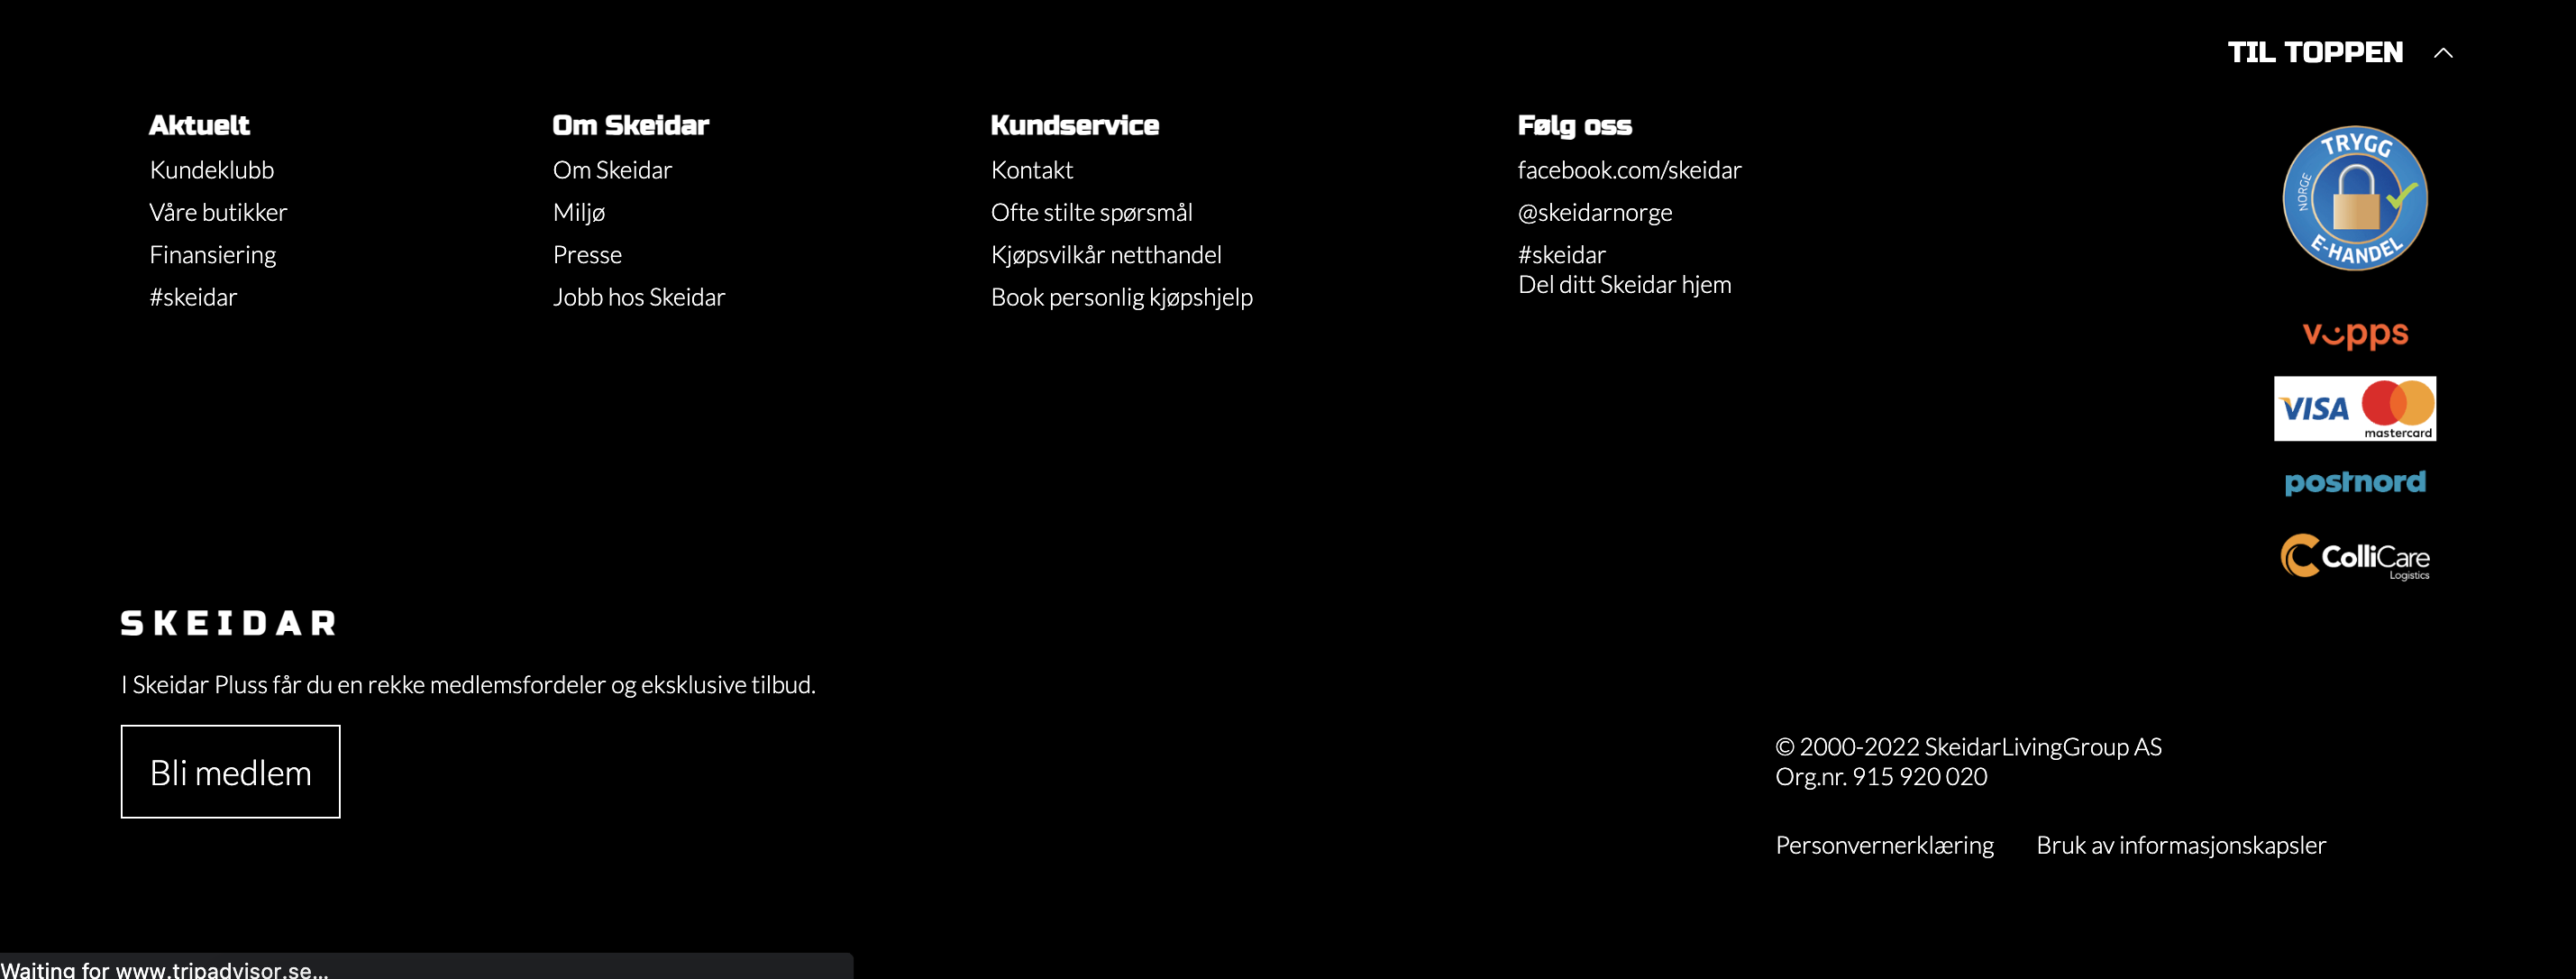 TIL TOPPEN
Aktuelt
Kundeklubb
Våre butikker
Finansiering
#skeidar
Om Skeidar
Om Skeidar
Miljø
Presse
Jobb hos Skeidar
Kundservice
Kontakt
Ofte stilte spørsmål
Kjøpsvilkår netthandel
Book personlig kjøpshjelp
Følg oss
facebook.com/skeidar
@skeidarnorge
#skeidar
Del ditt Skeidar hjem
TRYGG
NORGE
E-HANDEL
vipps
VISA
mastercard
postnord
ColliCare
Logistics
SKEIDAR
I Skeidar Pluss får du en rekke medlemsfordeler og eksklusive tilbud.
Bli medlem
© 2000-2022 SkeidarLivingGroup AS
Org.nr. 915 920 020
Personvernerklæring Bruk av informasjonskapsler
Waiting for www.tripadvisor.se...